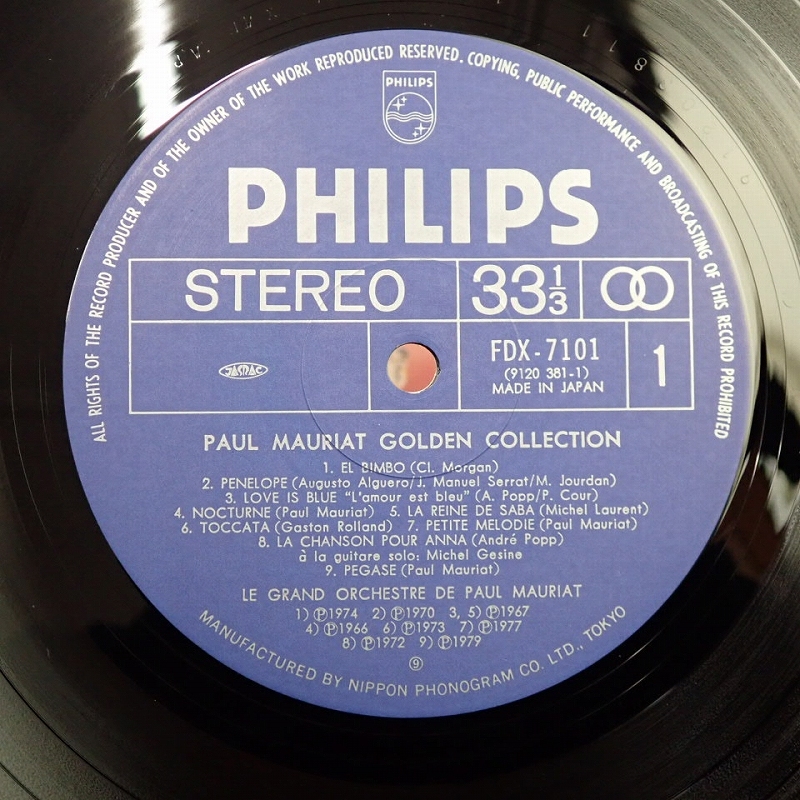 ALL RIGHTS OF THE RECORD PRODUCER AND OF THE OWNER OF THE WORK REPRODUCED RESERVED. COPYING, PUBLIC PERFORMANCE AND BROADCASTING OF THIS RECORD PROHIBITED
PHILIPS
PHILIPS
STEREO 33 1/3
JASRAC FDX-7101 1
(9120 381-1)
MADE IN JAPAN
PAUL MAURIAT GOLDEN COLLECTION
1. EL BIMBO (Cl. Morgan)
2. PENELOPE (Augusto Alguero/J. Manuel Serrat/M. Jourdan)
3. LOVE IS BLUE "L'amour est bleu" (A. Popp/P. Cour)
4. NOCTURNE (Paul Mauriat) 5. LA REINE DE SABA (Michel Laurent)
6. TOCCATA (Gaston Rolland) 7. PETITE MELODIE (Paul Mauriat)
8. LA CHANSON POUR ANNA (André Popp)
à la guitare solo: Michel Gesine
9. PEGASE (Paul Mauriat)
LE GRAND ORCHESTRE DE PAUL MAURIAT
1) ℗1974 2) ℗1970 3, 5) ℗1967
4) ℗1966 6) ℗1973 7) ℗1977
8) ℗1972 9) ℗1979
⑨
MANUFACTURED BY NIPPON PHONOGRAM CO. LTD., TOKYO